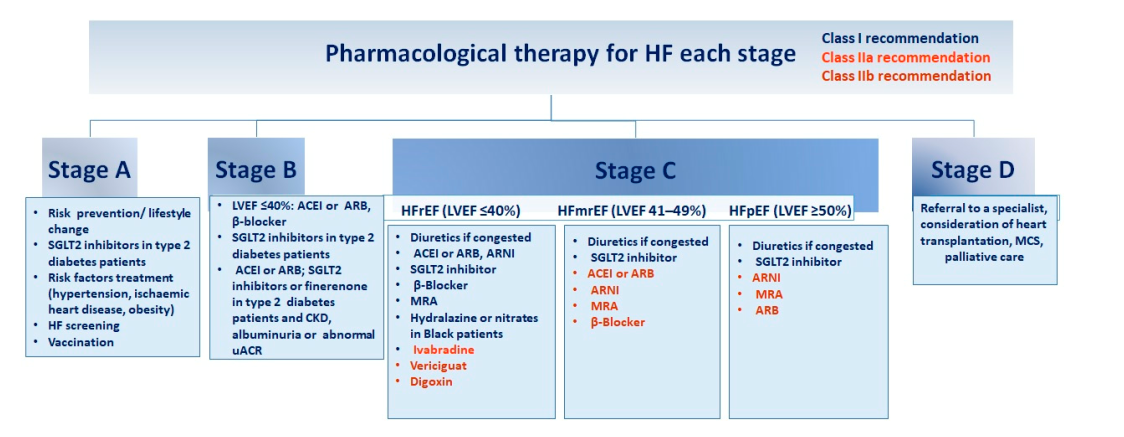 Pharmacological therapy for HF each stage
Class I recommendation
Class IIa recommendation
Class IIb recommendation
Stage A
• Risk prevention/ lifestyle
change
• SGLT2 inhibitors in type 2
diabetes patients
• Risk factors treatment
(hypertension, ischaemic
heart disease, obesity)
• HF screening
• Vaccination
Stage B
• LVEF ≤40%: ACEI or ARB,
β-blocker
• SGLT2 inhibitors in type 2
diabetes patients
• ACEI or ARB; SGLT2
inhibitors or finerenone
in type 2 diabetes
patients and CKD,
albuminuria or abnormal
uACR
Stage C
HFrEF (LVEF ≤40%)
• Diuretics if congested
• ACEI or ARB, ARNI
• SGLT2 inhibitor
• β-Blocker
• MRA
• Hydralazine or nitrates
in Black patients
• Ivabradine
• Vericiguat
• Digoxin
HFmrEF (LVEF 41–49%)
• Diuretics if congested
• SGLT2 inhibitor
• ACEI or ARB
• ARNI
• MRA
• β-Blocker
HFpEF (LVEF ≥50%)
• Diuretics if congested
• SGLT2 inhibitor
• ARNI
• MRA
• ARB
Stage D
Referral to a specialist,
consideration of heart
transplantation, MCS,
palliative care